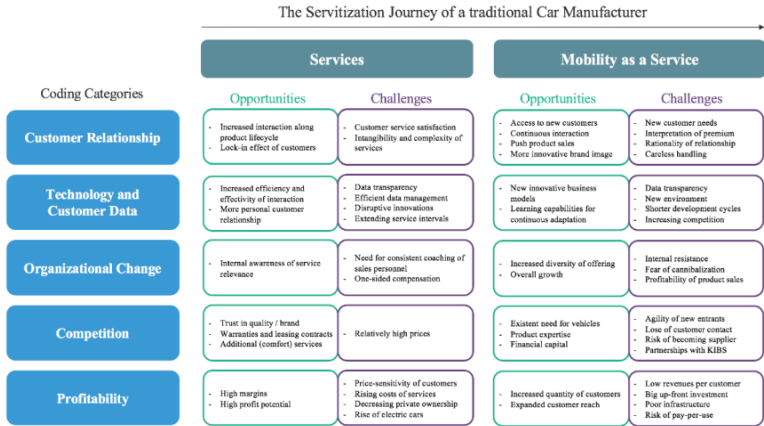 The Servitization Journey of a traditional Car Manufacturer
Services
Mobility as a Service
Coding Categories
Opportunities
Challenges
Opportunities
Challenges
Customer Relationship
- Increased interaction along
product lifecycle
- Lock-in effect of customers
- Customer service satisfaction
- Intangibility and complexity of
services
- Access to new customers
- Continuous interaction
- Push product sales
- More innovative brand image
- New customer needs
- Interpretation of premium
- Rationality of relationship
- Careless handling
Technology and
Customer Data
- Increased efficiency and
effectivity of interaction
- More personal customer
relationship
- Data transparency
- Efficient data management
- Disruptive innovations
- Extending service intervals
- New innovative business
models
- Learning capabilities for
continuous adaptation
- Data transparency
- New environment
- Shorter development cycles
- Increasing competition
Organizational Change
- Internal awareness of service
relevance
- Need for consistent coaching of
sales personnel
- One-sided compensation
- Increased diversity of offering
- Overall growth
- Internal resistance
- Fear of cannibalization
- Profitability of product sales
Competition
- Trust in quality / brand
- Warranties and leasing contracts
- Additional (comfort) services
- Relatively high prices
- Existent need for vehicles
- Product expertise
- Financial capital
- Agility of new entrants
- Lose of customer contact
- Risk of becoming supplier
- Partnerships with KIBS
Profitability
- High margins
- High profit potential
- Price-sensitivity of customers
- Rising costs of services
- Decreasing private ownership
- Rise of electric cars
- Increased quantity of customers
- Expanded customer reach
- Low revenues per customer
- Big up-front investment
- Poor infrastructure
- Risk of pay-per-use